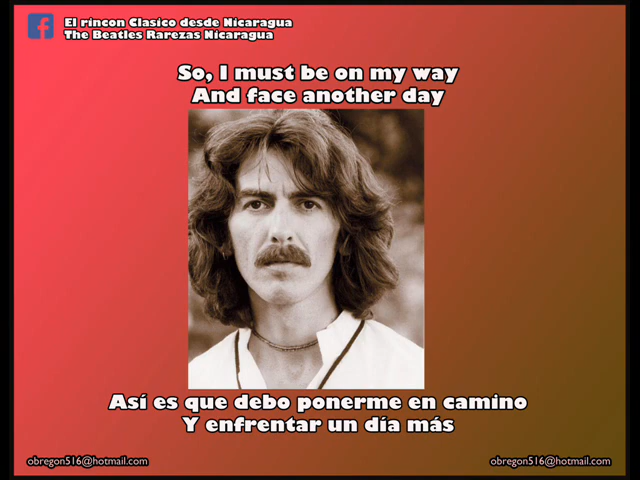 El rincon Clasico desde Nicaragua
The Beatles Rarezas Nicaragua
So, I must be on my way
And face another day
Así es que debo ponerme en camino
Y enfrentar un día más
obregon516@hotmail.com
obregon516@hotmail.com